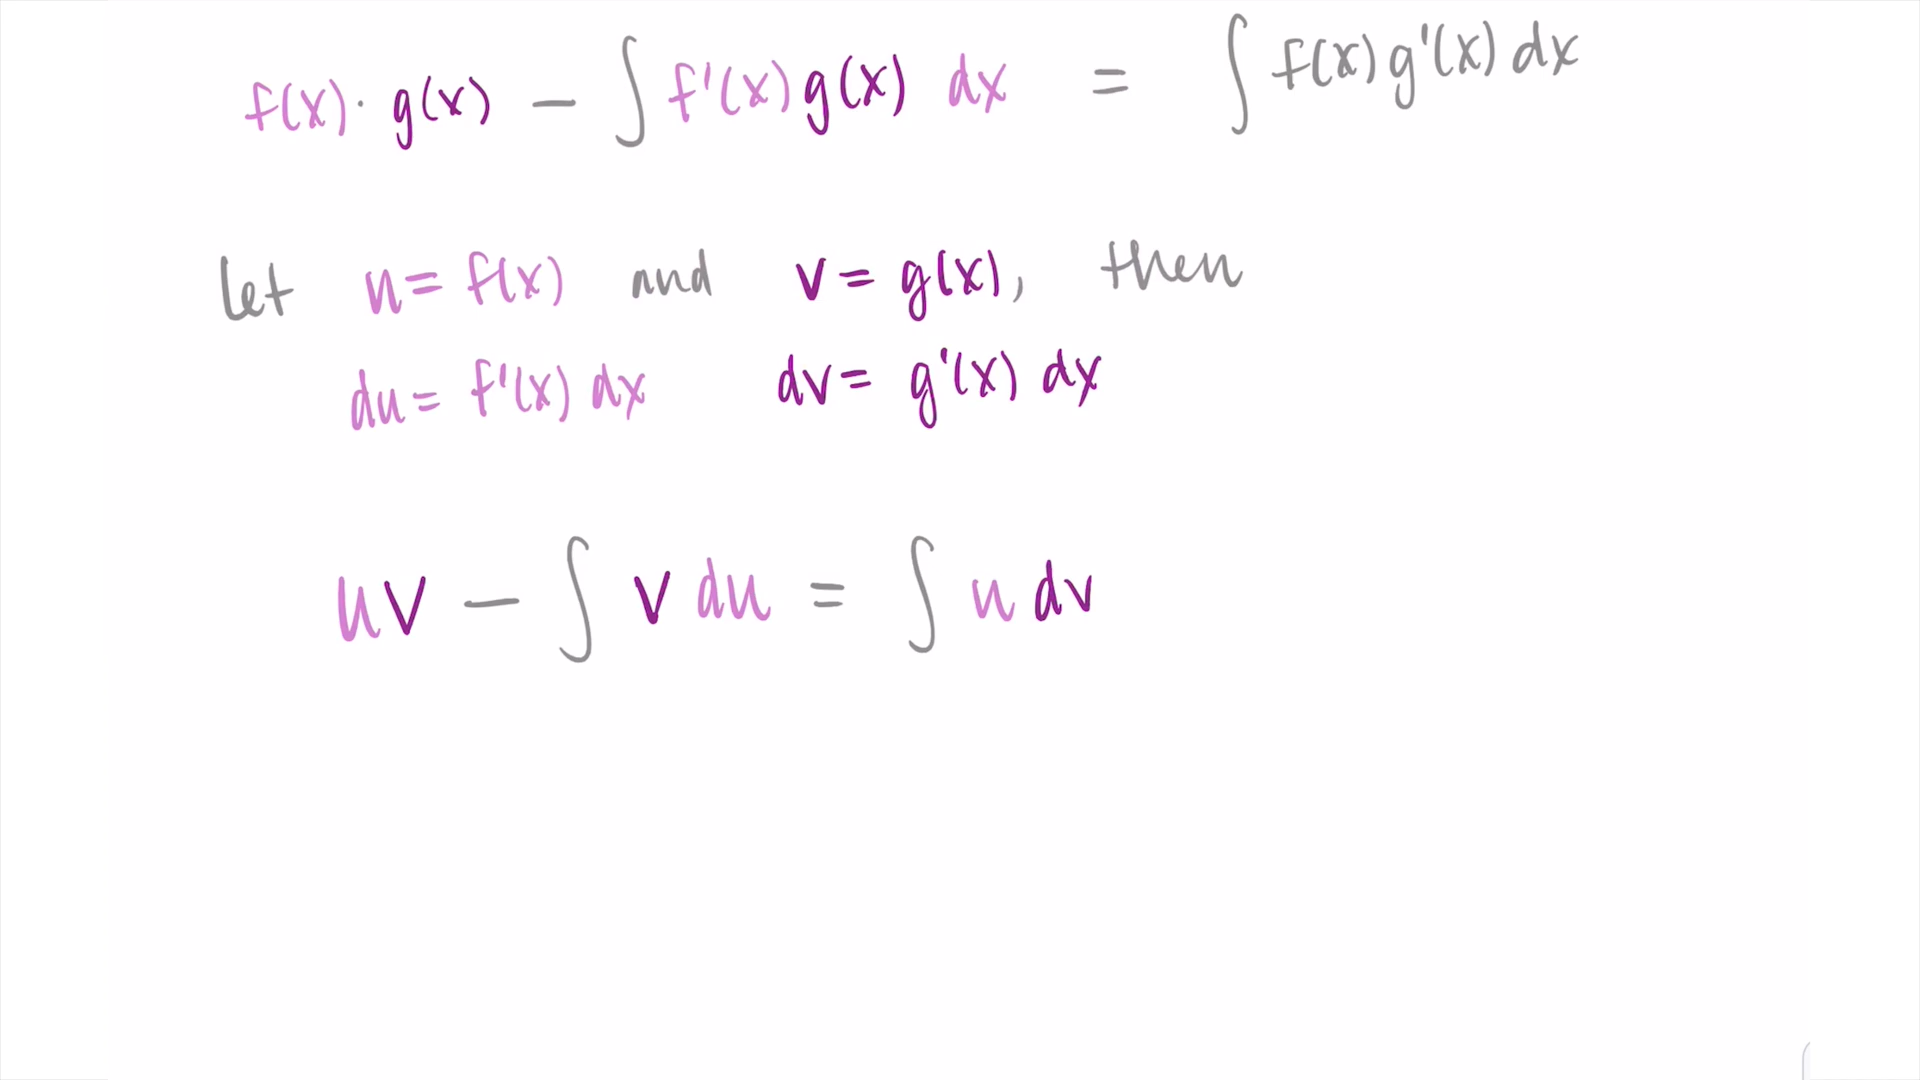 f(x) · g(x) − ∫ f'(x) g(x) dx = ∫ f(x) g'(x) dx
let u = f(x) and v = g(x), then
du = f'(x) dx dv = g'(x) dx
uv − ∫ v du = ∫ u dv